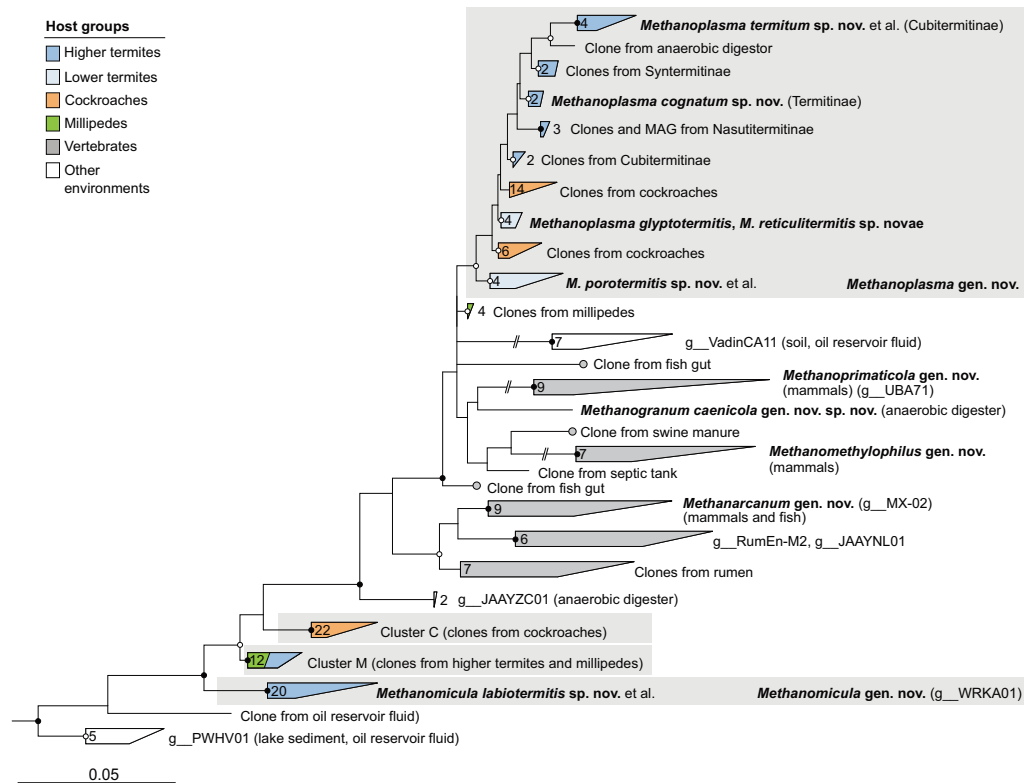 Host groups
Higher termites
Lower termites
Cockroaches
Millipedes
Vertebrates
Other
environments
4 Methanoplasma termitum sp. nov. et al. (Cubitermitinae)
Clone from anaerobic digestor
2 Clones from Syntermitinae
2 Methanoplasma cognatum sp. nov. (Termitinae)
3 Clones and MAG from Nasutitermitinae
2 Clones from Cubitermitinae
14 Clones from cockroaches
4 Methanoplasma glyptotermitis, M. reticulitermitis sp. novae
6 Clones from cockroaches
4 M. porotermitis sp. nov. et al. Methanoplasma gen. nov.
4 Clones from millipedes
7 g__VadinCA11 (soil, oil reservoir fluid)
Clone from fish gut
9 Methanoprimaticola gen. nov.
(mammals) (g__UBA71)
Methanogranum caenicola gen. nov. sp. nov. (anaerobic digester)
Clone from swine manure
7 Methanomethylophilus gen. nov.
(mammals)
Clone from septic tank
Clone from fish gut
9 Methanarcanum gen. nov. (g__MX-02)
(mammals and fish)
6 g__RumEn-M2, g__JAAYNL01
7 Clones from rumen
2 g__JAAYZC01 (anaerobic digester)
22 Cluster C (clones from cockroaches)
12 Cluster M (clones from higher termites and millipedes)
20 Methanomicula labiotermitis sp. nov. et al. Methanomicula gen. nov. (g__WRKA01)
Clone from oil reservoir fluid)
5 g__PWHV01 (lake sediment, oil reservoir fluid)
0.05